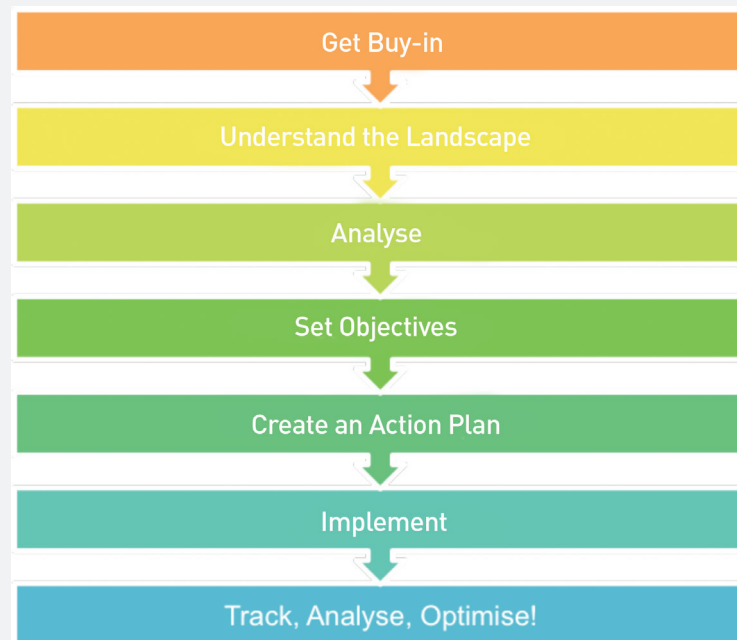 Get Buy-in
Understand the Landscape
Analyse
Set Objectives
Create an Action Plan
Implement
Track, Analyse, Optimise!